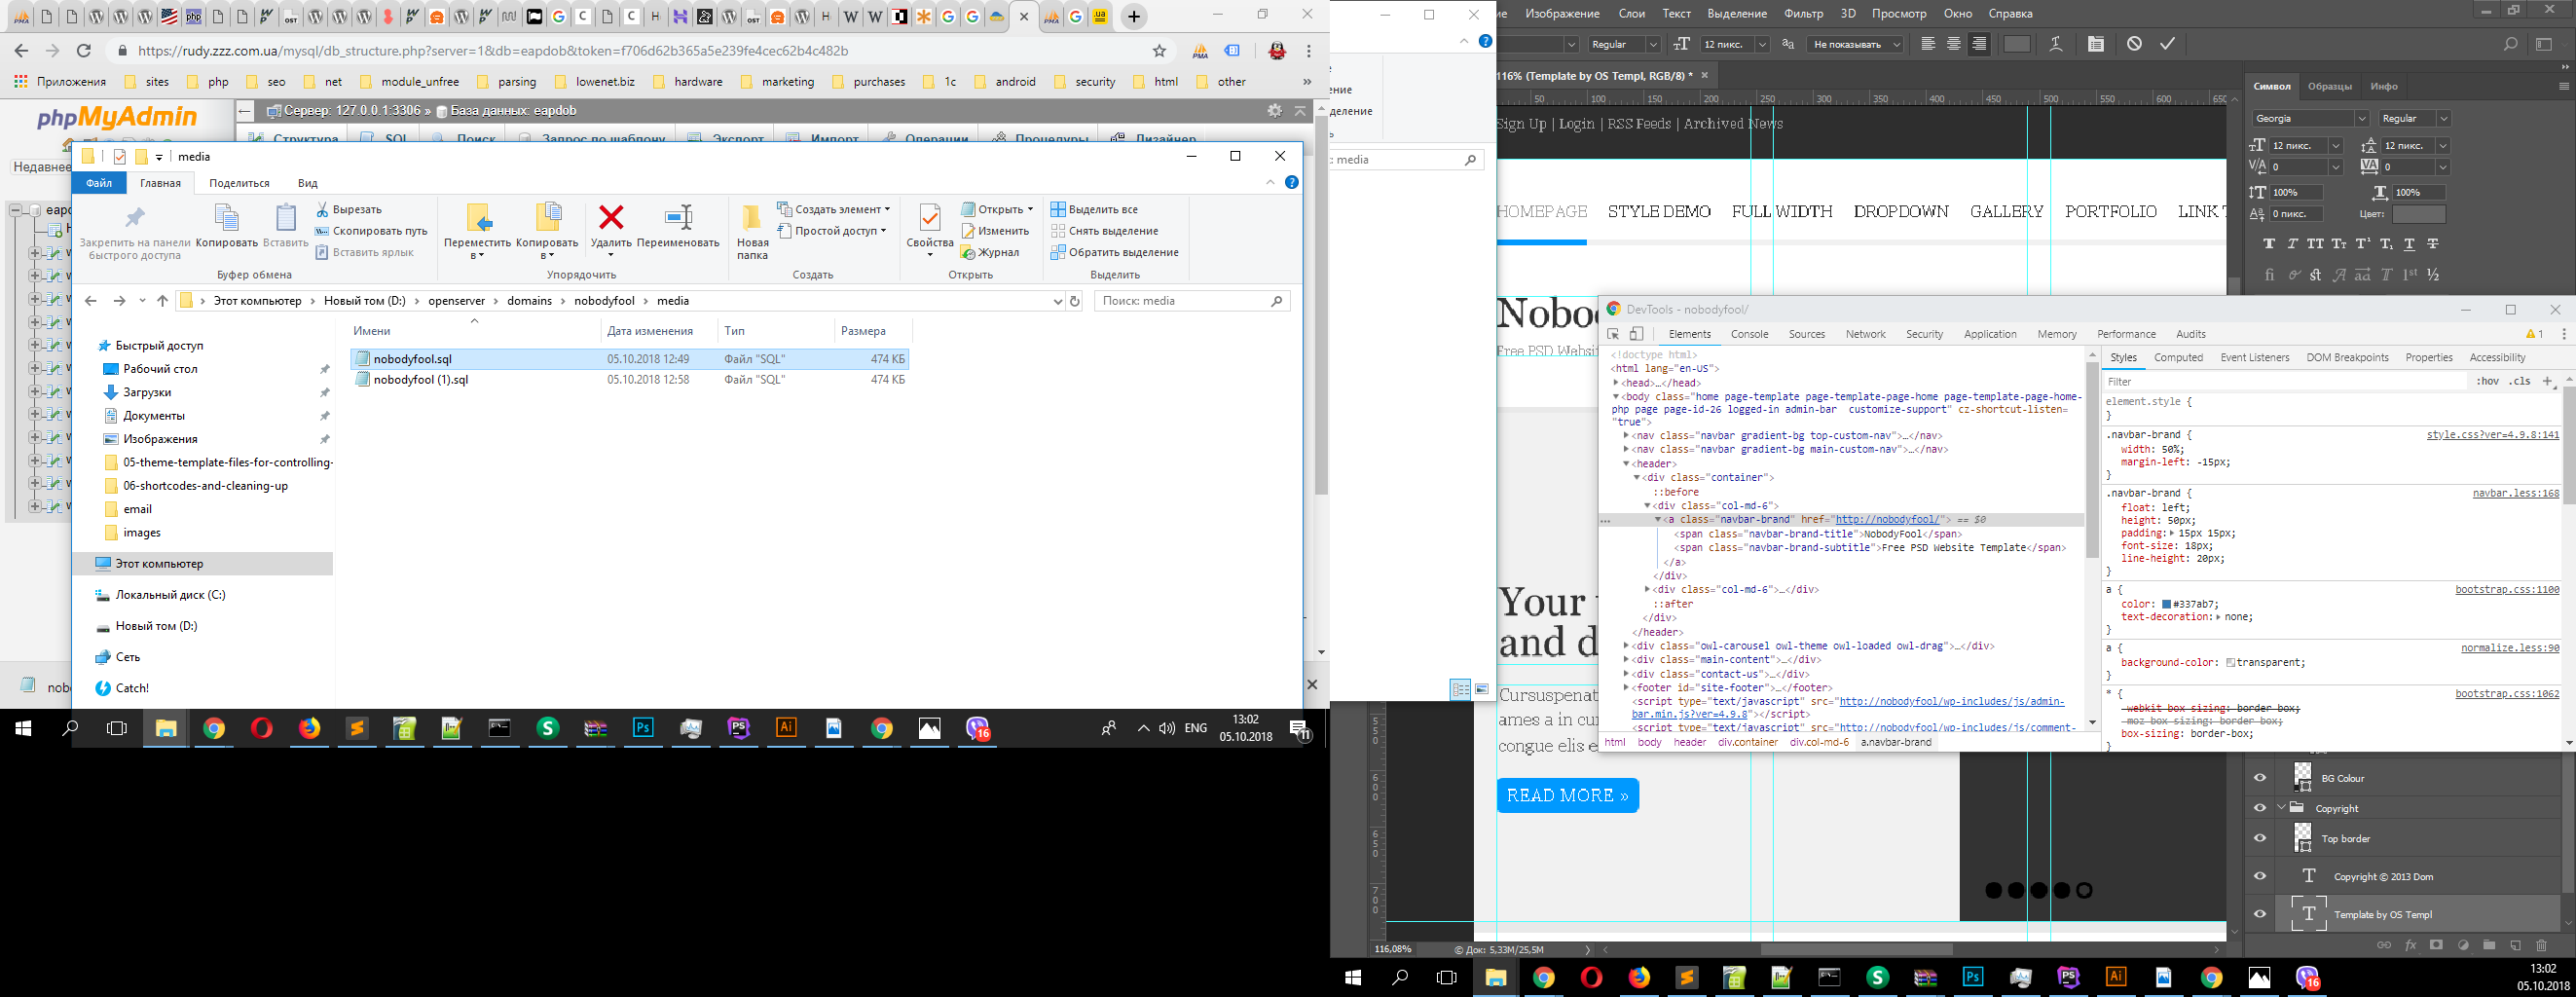 https://rudy.zzz.com.ua/mysql/db_structure.php?server=1&db=eapdob&token=f706d62b365a5e239fe4cec62b4c482b
Приложения sites php seo net module_unfree parsing lowenet.biz hardware marketing purchases 1c android security html other »
phpMyAdmin
Сервер: 127.0.0.1:3306 » База данных: eapdob
Структура SQL Поиск Запрос по шаблону Экспорт Импорт Операции Процедуры Дизайнер
Недавнее
media
Файл Главная Поделиться Вид
Закрепить на панели быстрого доступа
Копировать
Вставить
Вырезать
Скопировать путь
Вставить ярлык
Буфер обмена
Переместить в
Копировать в
Удалить
Переименовать
Упорядочить
Новая папка
Создать элемент
Простой доступ
Создать
Свойства
Открыть
Изменить
Журнал
Открыть
Выделить все
Снять выделение
Обратить выделение
Выделить
Этот компьютер > Новый том (D:) > openserver > domains > nobodyfool > media
Поиск: media
Имени Дата изменения Тип Размера
nobodyfool.sql 05.10.2018 12:49 Файл "SQL" 474 КБ
nobodyfool (1).sql 05.10.2018 12:58 Файл "SQL" 474 КБ
Быстрый доступ
Рабочий стол
Загрузки
Документы
Изображения
05-theme-template-files-for-controlling-
06-shortcodes-and-cleaning-up
email
images
Этот компьютер
Локальный диск (C:)
Новый том (D:)
Сеть
Catch!
ENG
13:02
05.10.2018
Изображение Слои Текст Выделение Фильтр 3D Просмотр Окно Справка
Regular 12 пикс. Не показывать
116% (Template by OS Templ, RGB/8) *
50 100 150 200 250 300 350 400 450 500 550 600 650
Sign Up | Login | RSS Feeds | Archived News
HOMEPAGE STYLE DEMO FULL WIDTH DROPDOWN GALLERY PORTFOLIO
Free PSD
Your
and d
Cursuspenat
ames a in cu
congue elis e
READ MORE »
116,08% Док: 5,33M/25,5M
Символ Образцы Инфо
Georgia Regular
12 пикс. 12 пикс.
0 0
100% 100%
0 пикс. Цвет:
DevTools - nobodyfool/
Elements Console Sources Network Security Application Memory Performance Audits 1
<!doctype html>
<html lang="en-US">
<head>…</head>
<body class="home page-template page-template-page-home page-template-page-home-
php page page-id-26 logged-in admin-bar customize-support" cz-shortcut-listen=
"true">
<nav class="navbar gradient-bg top-custom-nav">…</nav>
<nav class="navbar gradient-bg main-custom-nav">…</nav>
<header>
<div class="container">
::before
<div class="col-md-6">
<a class="navbar-brand" href="http://nobodyfool/"> == $0
<span class="navbar-brand-title">NobodyFool</span>
<span class="navbar-brand-subtitle">Free PSD Website Template</span>
</a>
</div>
<div class="col-md-6">…</div>
::after
</div>
</header>
<div class="owl-carousel owl-theme owl-loaded owl-drag">…</div>
<div class="main-content">…</div>
<div class="contact-us">…</div>
<footer id="site-footer">…</footer>
<script type="text/javascript" src="http://nobodyfool/wp-includes/js/admin-
bar.min.js?ver=4.9.8"></script>
<script type="text/javascript" src="http://nobodyfool/wp-includes/js/comment-
html body header div.container div.col-md-6 a.navbar-brand
Styles Computed Event Listeners DOM Breakpoints Properties Accessibility
Filter :hov .cls +
element.style {
}
.navbar-brand { style.css?ver=4.9.8:141
width: 50%;
margin-left: -15px;
}
.navbar-brand { navbar.less:168
float: left;
height: 50px;
padding: 15px 15px;
font-size: 18px;
line-height: 20px;
}
a { bootstrap.css:1100
color: #337ab7;
text-decoration: none;
}
a { normalize.less:90
background-color: transparent;
* { bootstrap.css:1062
-webkit-box-sizing: border-box;
-moz-box-sizing: border-box;
box-sizing: border-box;
}
BG Colour
Copyright
Top border
Copyright © 2013 Dom
Template by OS Templ
13:02
05.10.2018